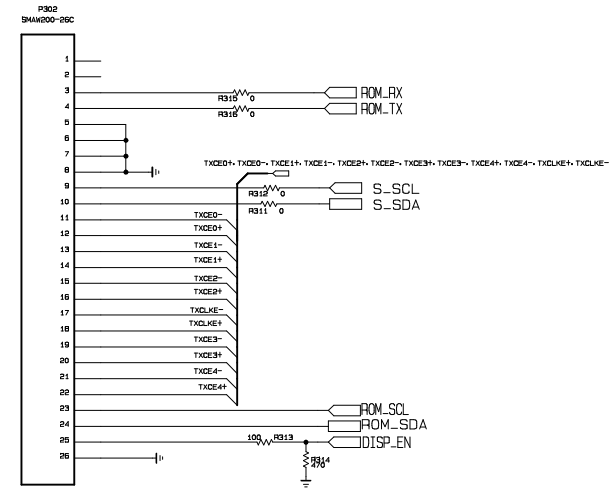 P302
SMAW200-26C
1
2
3 R315 0 ROM_RX
4 R316 0 ROM_TX
5
6
7
8
TXCE0+, TXCE0-, TXCE1+, TXCE1-, TXCE2+, TXCE2-, TXCE3+, TXCE3-, TXCE4+, TXCE4-, TXCLKE+, TXCLKE-
9 R312 0 S_SCL
10 R311 0 S_SDA
11 TXCE0-
12 TXCE0+
13 TXCE1-
14 TXCE1+
15 TXCE2-
16 TXCE2+
17 TXCLKE-
18 TXCLKE+
19 TXCE3-
20 TXCE3+
21 TXCE4-
22 TXCE4+
23 ROM_SCL
24 ROM_SDA
25 100 R313 DISP_EN
26
R314
470